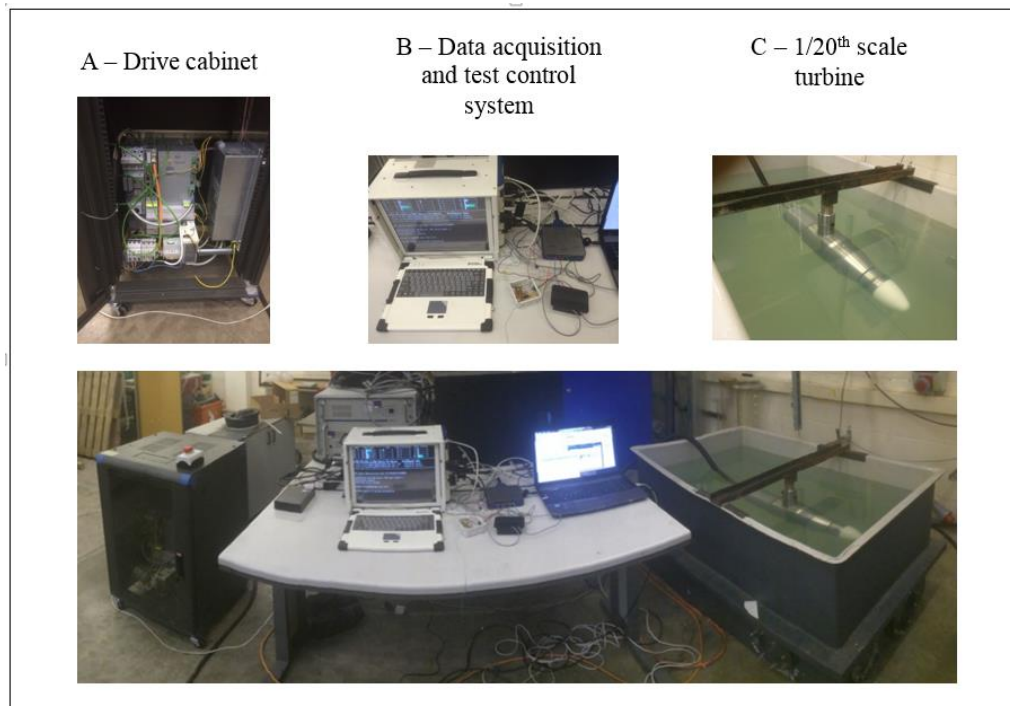 A – Drive cabinet
B – Data acquisition
and test control
system
C – 1/20th scale
turbine